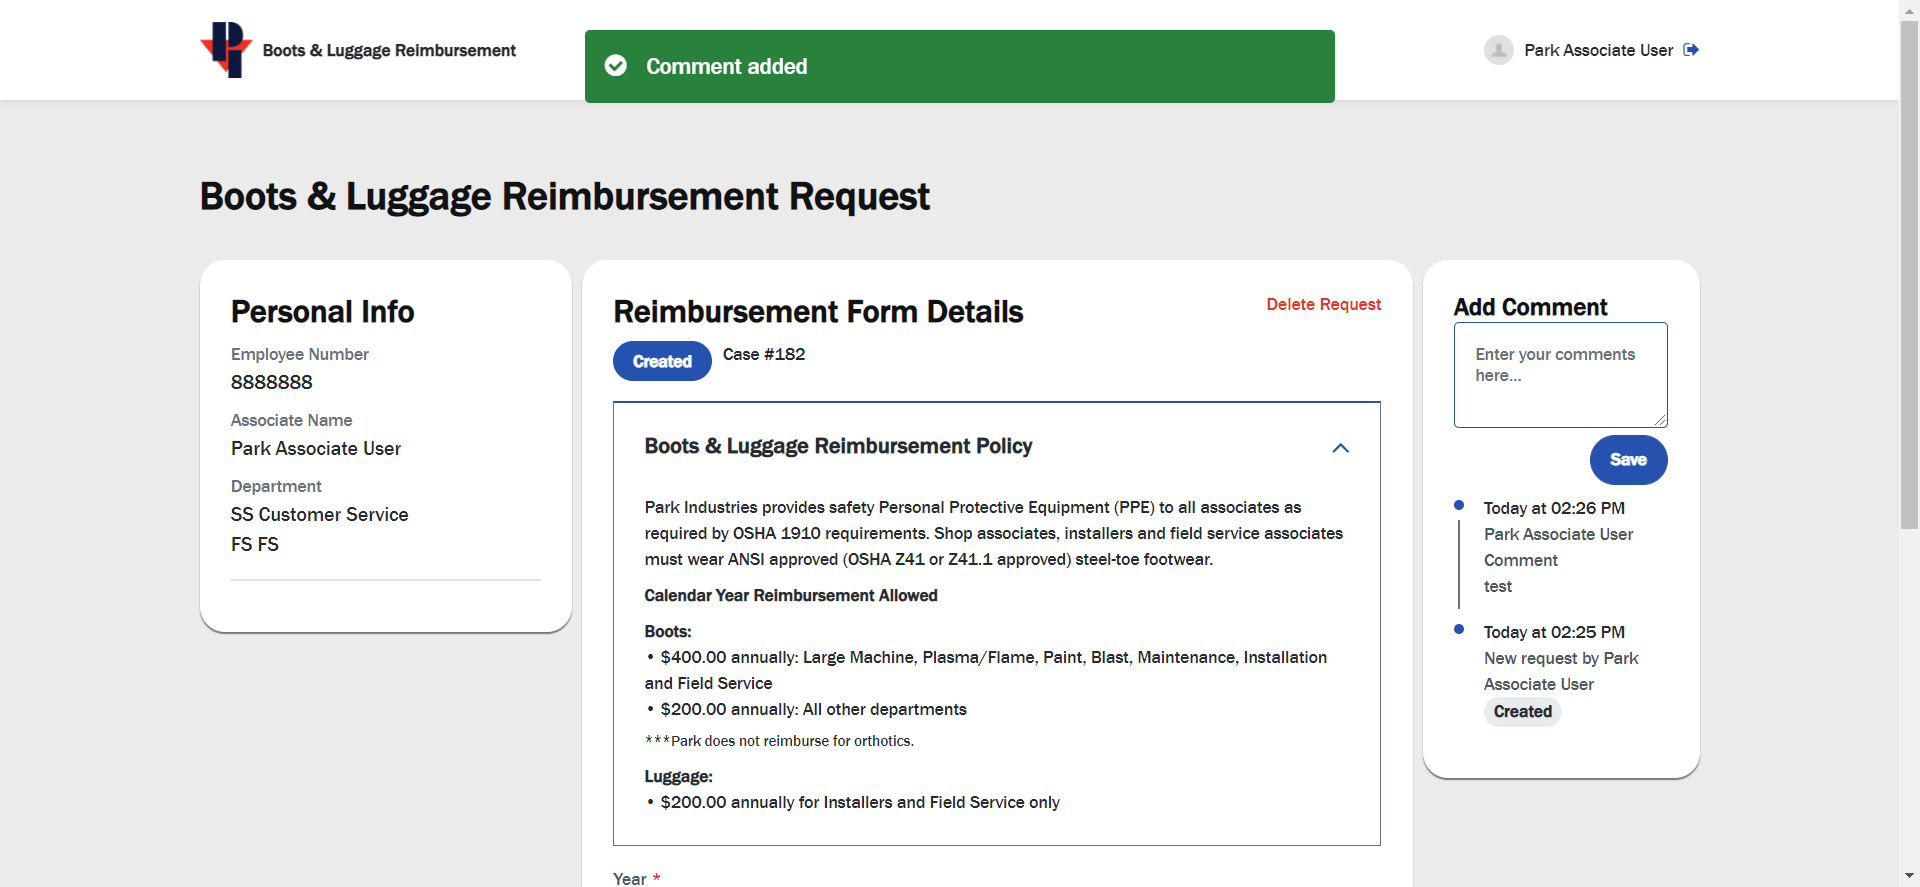 Boots & Luggage Reimbursement
Comment added
Park Associate User
Boots & Luggage Reimbursement Request
Personal Info
Employee Number
8888888
Associate Name
Park Associate User
Department
SS Customer Service
FS FS
Reimbursement Form Details
Delete Request
Created
Case #182
Boots & Luggage Reimbursement Policy
Park Industries provides safety Personal Protective Equipment (PPE) to all associates as
required by OSHA 1910 requirements. Shop associates, installers and field service associates
must wear ANSI approved (OSHA Z41 or Z41.1 approved) steel-toe footwear.
Calendar Year Reimbursement Allowed
Boots:
• $400.00 annually: Large Machine, Plasma/Flame, Paint, Blast, Maintenance, Installation
and Field Service
• $200.00 annually: All other departments
***Park does not reimburse for orthotics.
Luggage:
• $200.00 annually for Installers and Field Service only
Year *
Add Comment
Enter your comments
here...
Save
Today at 02:26 PM
Park Associate User
Comment
test
Today at 02:25 PM
New request by Park
Associate User
Created